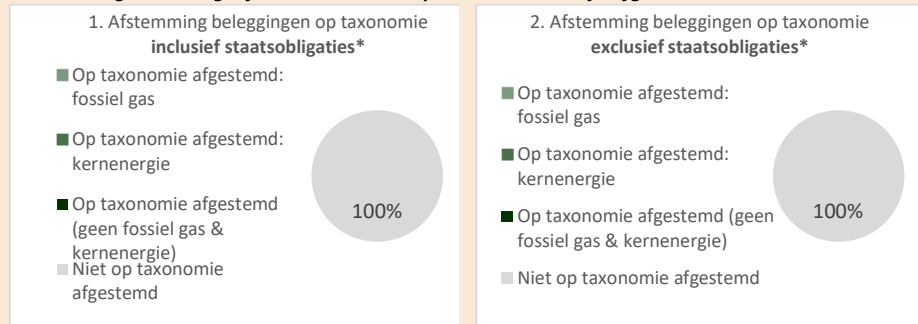 1. Afstemming beleggingen op taxonomie
inclusief staatsobligaties*
Op taxonomie afgestemd:
fossiel gas
Op taxonomie afgestemd:
kernenergie
Op taxonomie afgestemd
(geen fossiel gas &
kernenergie)
Niet op taxonomie
afgestemd
100%
2. Afstemming beleggingen op taxonomie
exclusief staatsobligaties*
Op taxonomie afgestemd:
fossiel gas
Op taxonomie afgestemd:
kernenergie
Op taxonomie afgestemd (geen
fossiel gas & kernenergie)
Niet op taxonomie afgestemd
100%